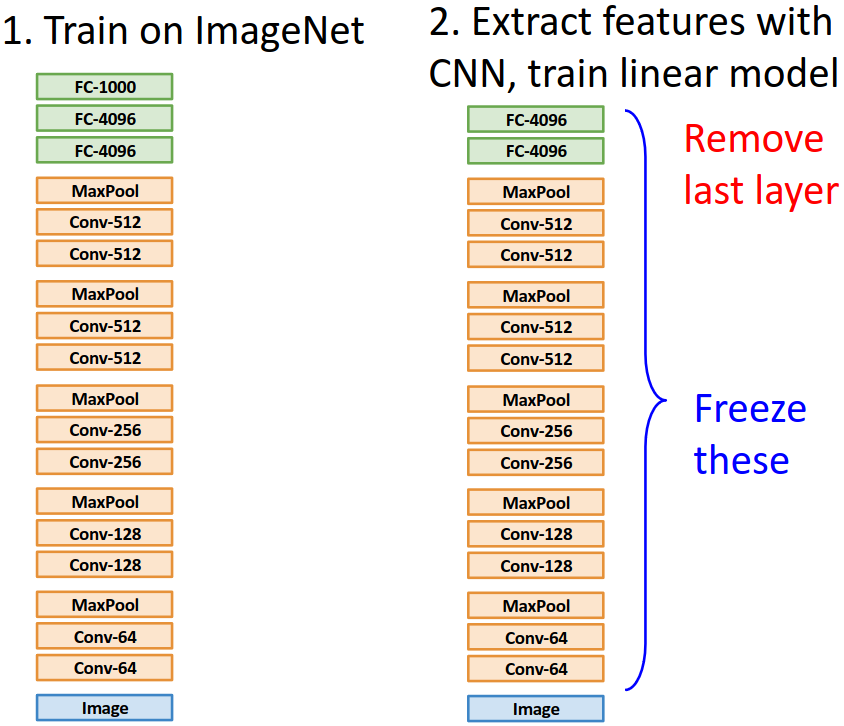 1. Train on ImageNet
FC-1000
FC-4096
FC-4096
MaxPool
Conv-512
Conv-512
MaxPool
Conv-512
Conv-512
MaxPool
Conv-256
Conv-256
MaxPool
Conv-128
Conv-128
MaxPool
Conv-64
Conv-64
Image
2. Extract features with
CNN, train linear model
FC-4096
FC-4096
MaxPool
Conv-512
Conv-512
MaxPool
Conv-512
Conv-512
MaxPool
Conv-256
Conv-256
MaxPool
Conv-128
Conv-128
MaxPool
Conv-64
Conv-64
Image
Remove
last layer
Freeze
these